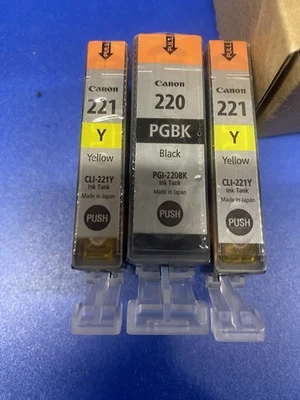 Canon
221
Y
Yellow
CLI-221Y
Ink Tank
Made in Japan
PUSH
Canon
220
PGBK
Black
PGI-220BK
Ink Tank
Made in Japan
PUSH
Canon
221
Y
Yellow
CLI-221Y
Ink Tank
Made in Japan
PUSH